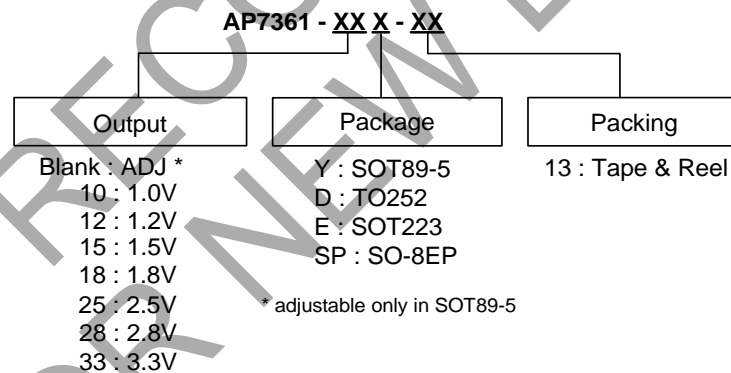 AP7361 - XX X - XX
Output
Blank : ADJ *
10 : 1.0V
12 : 1.2V
15 : 1.5V
18 : 1.8V
25 : 2.5V
28 : 2.8V
33 : 3.3V
Package
Y : SOT89-5
D : TO252
E : SOT223
SP : SO-8EP
* adjustable only in SOT89-5
Packing
13 : Tape & Reel